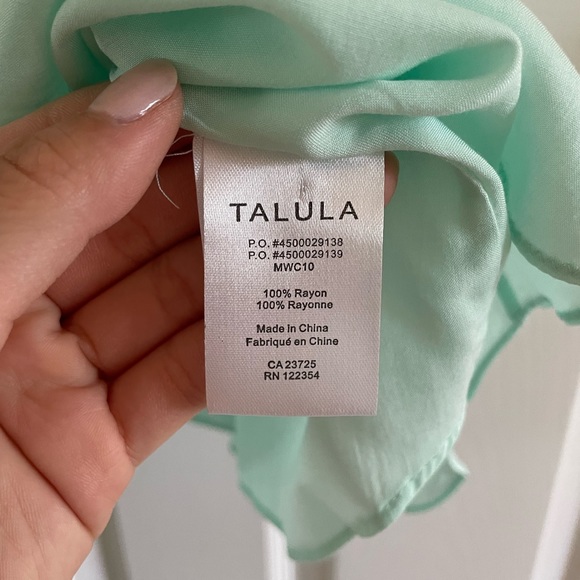 TALULA
P.O. #4500029138
P.O. #4500029139
MWC10
100% Rayon
100% Rayonne
Made in China
Fabriqué en Chine
CA 23725
RN 122354